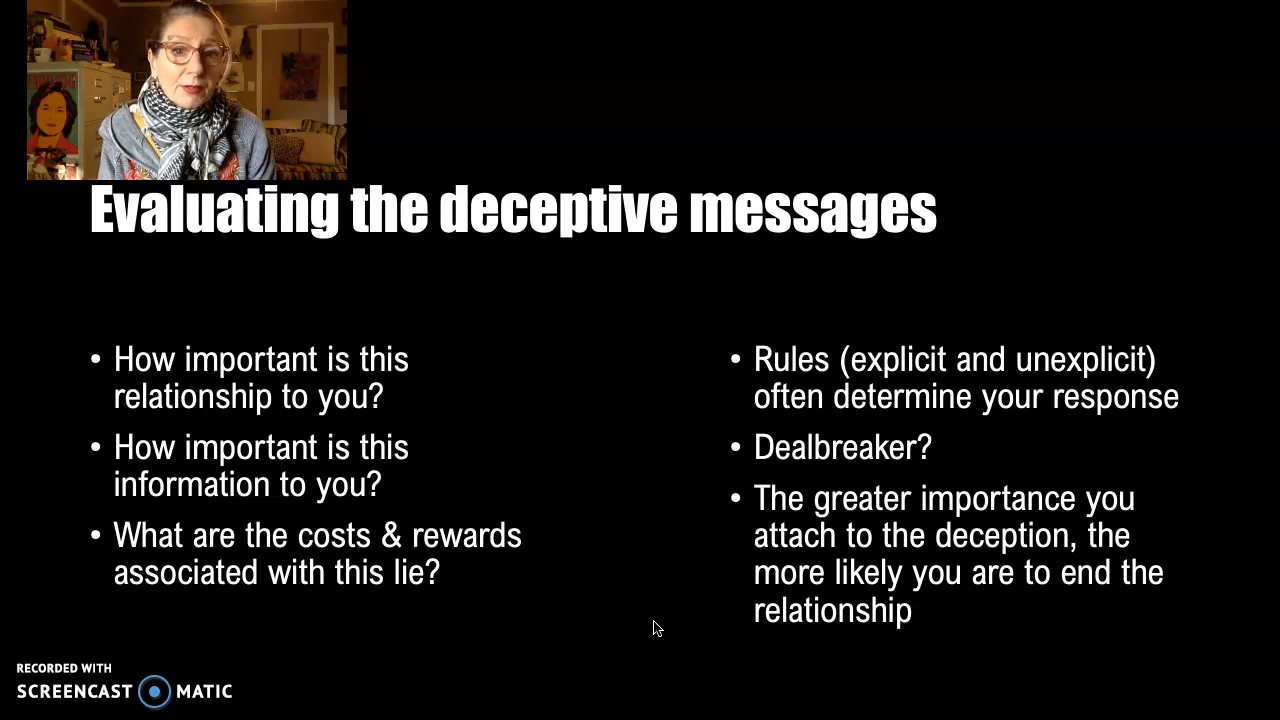 Evaluating the deceptive messages
• How important is this
relationship to you?
• How important is this
information to you?
• What are the costs & rewards
associated with this lie?
• Rules (explicit and unexplicit)
often determine your response
• Dealbreaker?
• The greater importance you
attach to the deception, the
more likely you are to end the
relationship
RECORDED WITH
SCREENCAST MATIC